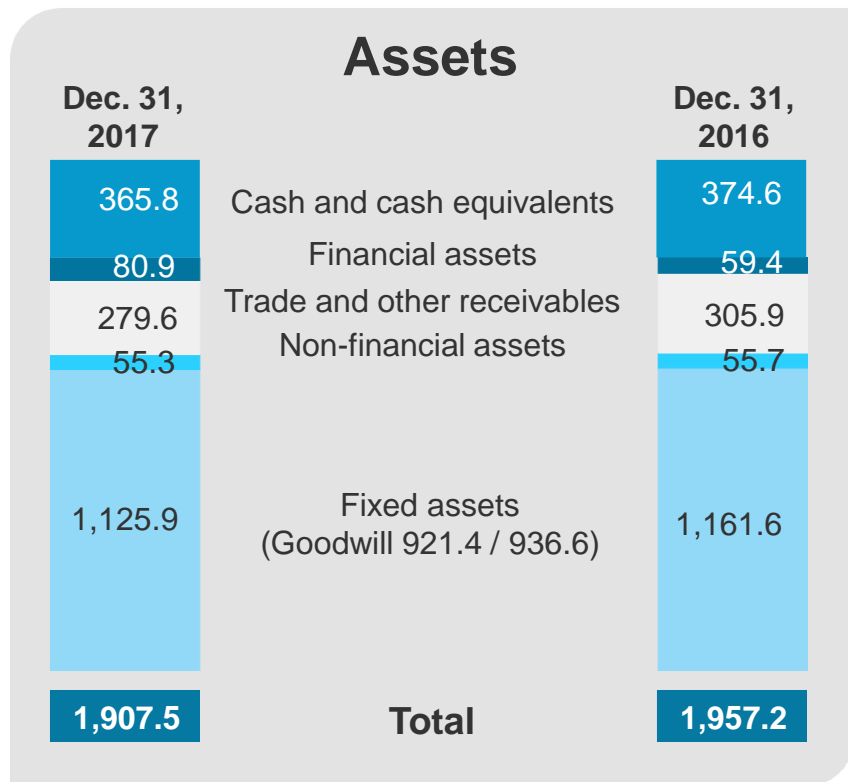 Assets
Dec. 31,
2017
Dec. 31,
2016
365.8 Cash and cash equivalents 374.6
80.9 Financial assets 59.4
279.6 Trade and other receivables 305.9
55.3 Non-financial assets 55.7
1,125.9 Fixed assets 1,161.6
(Goodwill 921.4 / 936.6)
1,907.5 Total 1,957.2